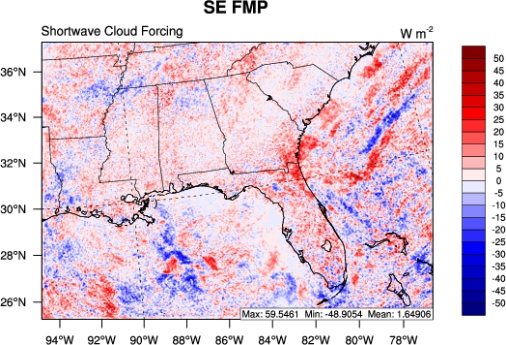 SE FMP
Shortwave Cloud Forcing
W m-2
36°N
34°N
32°N
30°N
28°N
26°N
94°W 92°W 90°W 88°W 86°W 84°W 82°W 80°W 78°W
Max: 59.5461 Min: -48.9054 Mean: 1.64906
50
45
40
35
30
25
20
15
10
5
0
-5
-10
-15
-20
-25
-30
-35
-40
-45
-50